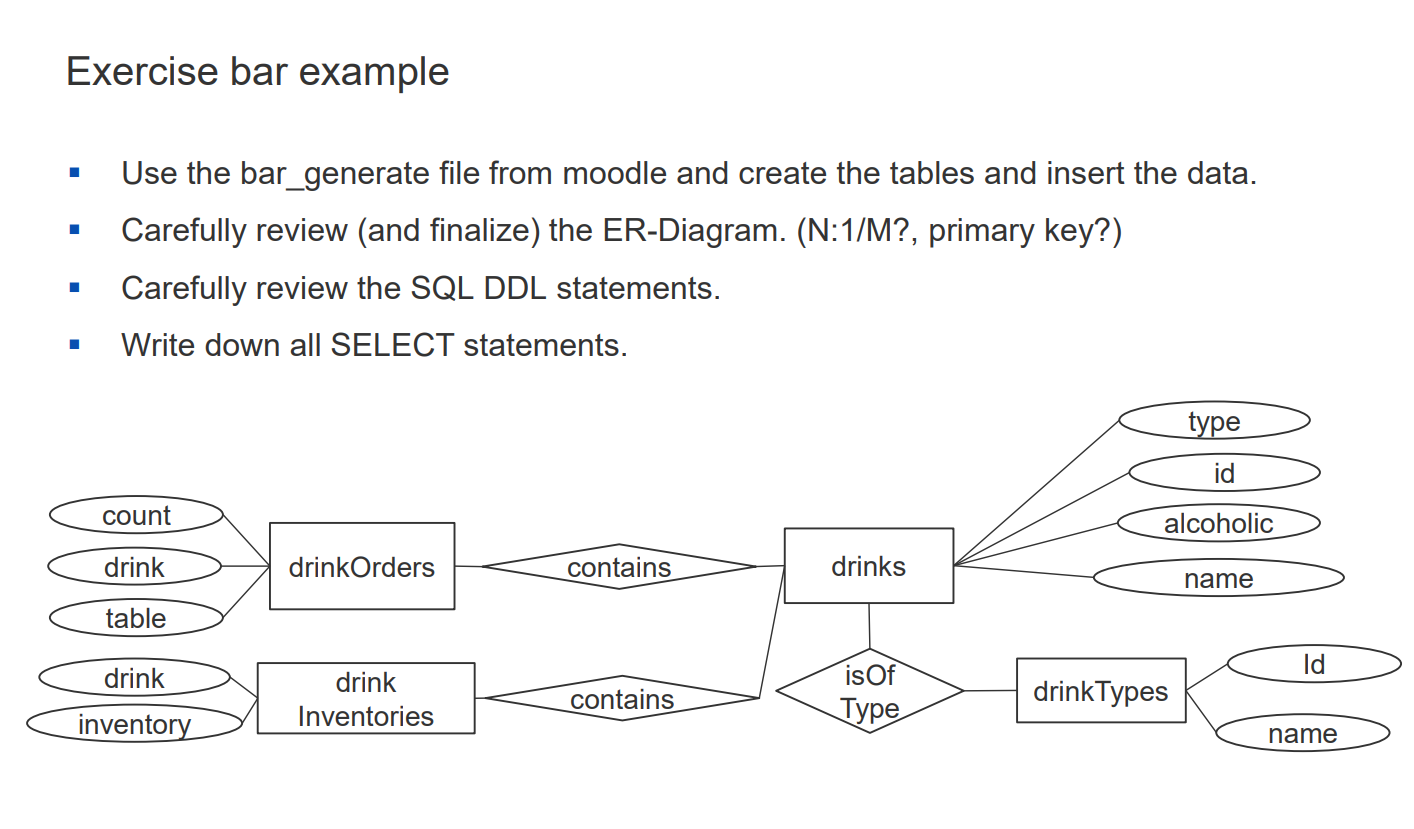 Exercise bar example
Use the bar_generate file from moodle and create the tables and insert the data.
Carefully review (and finalize) the ER-Diagram. (N:1/M?, primary key?)
Carefully review the SQL DDL statements.
Write down all SELECT statements.
type
id
alcoholic
name
count
drink
table
drinkOrders
contains
drinks
drink
inventory
drink
Inventories
contains
isOf
Type
drinkTypes
Id
name